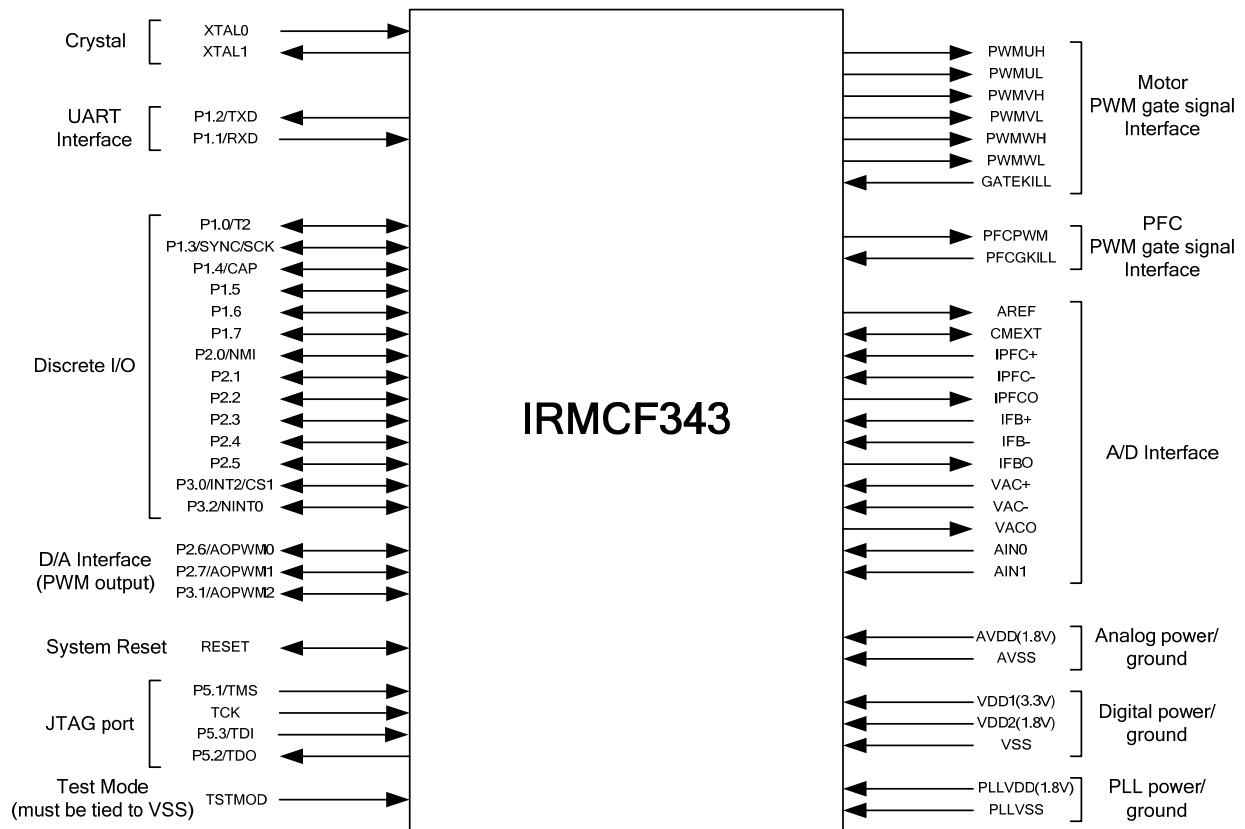 Crystal
XTAL0
XTAL1
UART
Interface
P1.2/TXD
P1.1/RXD
Discrete I/O
P1.0/T2
P1.3/SYNC/SCK
P1.4/CAP
P1.5
P1.6
P1.7
P2.0/NMI
P2.1
P2.2
P2.3
P2.4
P2.5
P3.0/INT2/CS1
P3.2/NINT0
D/A Interface
(PWM output)
P2.6/AOPWM0
P2.7/AOPWM1
P3.1/AOPWM2
System Reset
RESET
JTAG port
P5.1/TMS
TCK
P5.3/TDI
P5.2/TDO
Test Mode
(must be tied to VSS)
TSTMOD
IRMCF343
PWMUH
PWMUL
PWMVH
PWMVL
PWMWH
PWMWL
GATEKILL
Motor
PWM gate signal
Interface
PFCPWM
PFCGKILL
PFC
PWM gate signal
Interface
AREF
CMEXT
IPFC+
IPFC-
IPFCO
IFB+
IFB-
IFBO
VAC+
VAC-
VACO
AIN0
AIN1
A/D Interface
AVDD(1.8V)
AVSS
Analog power/
ground
VDD1(3.3V)
VDD2(1.8V)
VSS
Digital power/
ground
PLLVDD(1.8V)
PLLVSS
PLL power/
ground